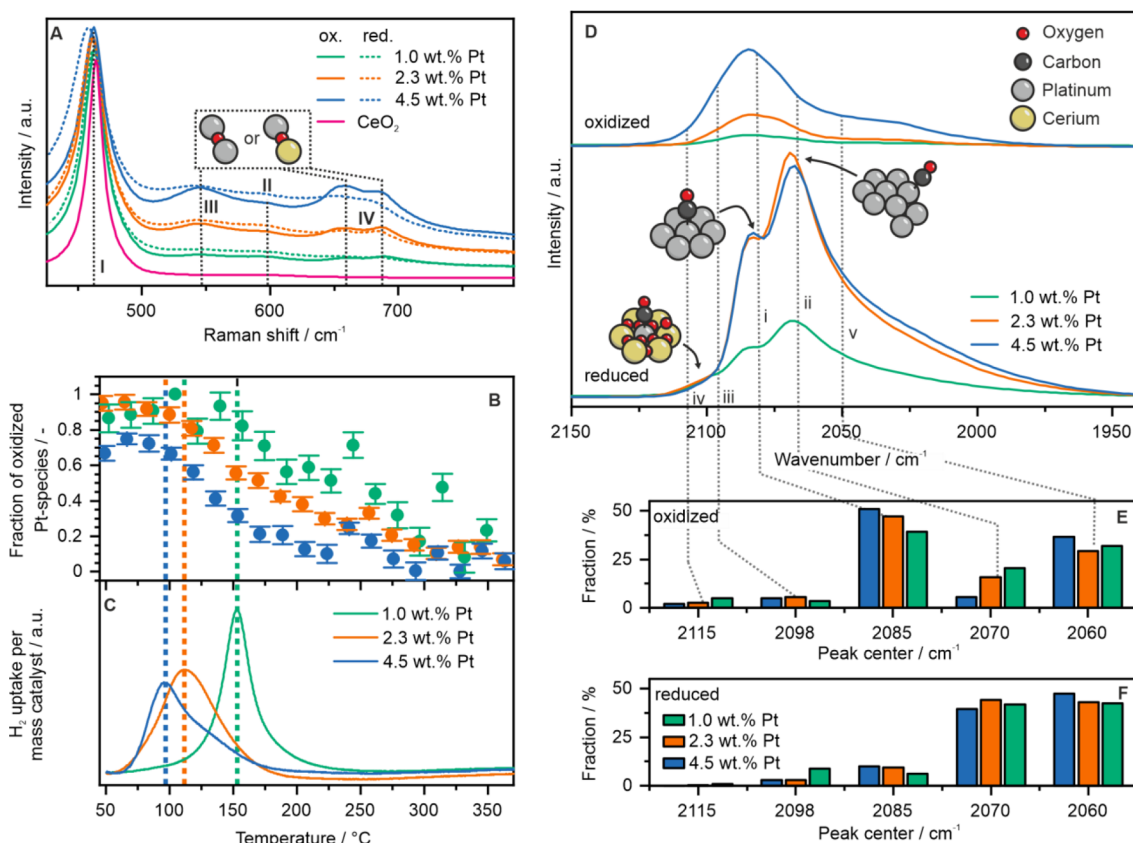 A
ox. red.
1.0 wt.% Pt
2.3 wt.% Pt
4.5 wt.% Pt
CeO2
or
I
II
III
IV
Intensity / a.u.
500 600 700
Raman shift / cm-1
B
Fraction of oxidized
Pt-species / -
1
0.8
0.6
0.4
0.2
0
C
1.0 wt.% Pt
2.3 wt.% Pt
4.5 wt.% Pt
H2 uptake per
mass catalyst / a.u.
50 100 150 200 250 300 350
Temperature / °C
D
Oxygen
Carbon
Platinum
Cerium
oxidized
Intensity / a.u.
1.0 wt.% Pt
2.3 wt.% Pt
4.5 wt.% Pt
reduced
iv iii i ii v
2150 2100 2050 2000 1950
Wavenumber / cm-1
E
oxidized
Fraction / %
50
25
0
2115 2098 2085 2070 2060
Peak center / cm-1
F
reduced
1.0 wt.% Pt
2.3 wt.% Pt
4.5 wt.% Pt
Fraction / %
50
25
0
2115 2098 2085 2070 2060
Peak center / cm-1